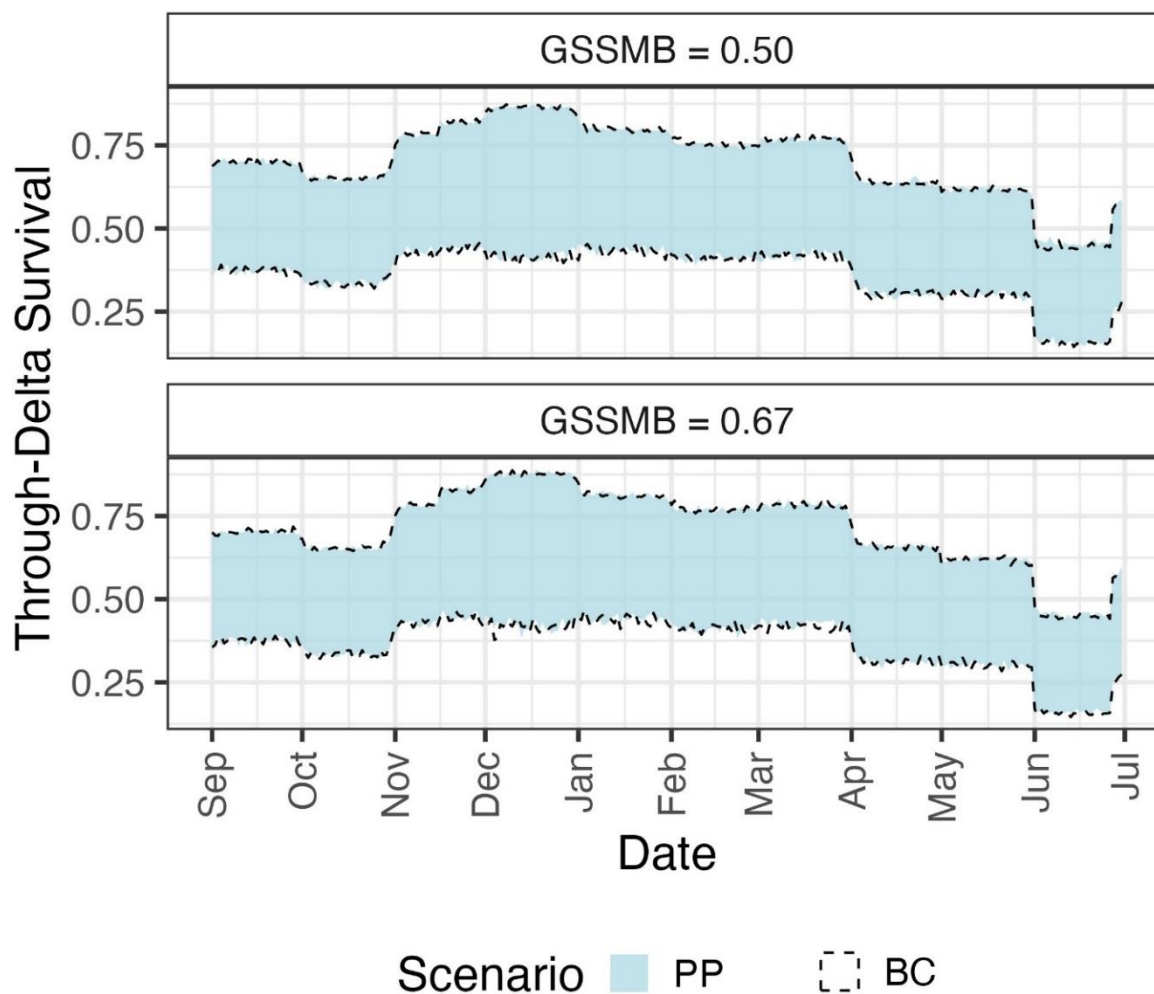 GSSMB = 0.50
0.75
0.50
0.25
Through-Delta Survival
GSSMB = 0.67
0.75
0.50
0.25
Sep Oct Nov Dec Jan Feb Mar Apr May Jun Jul
Date
Scenario PP BC